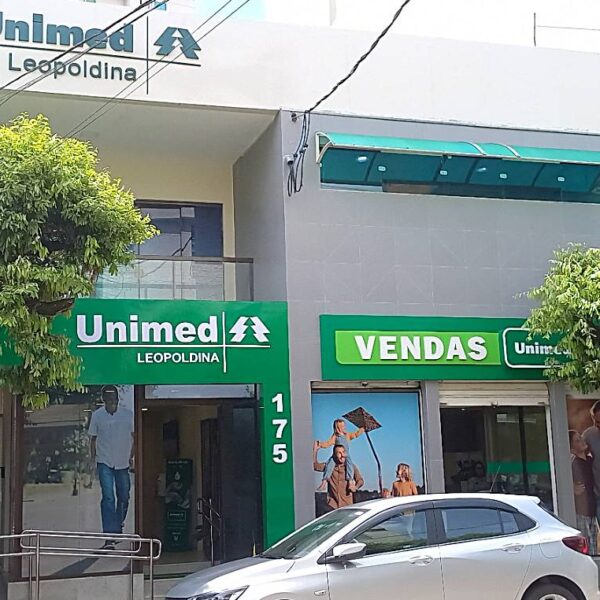 Unimed
Leopoldina
Unimed
LEOPOLDINA
VENDAS
Unimed
175